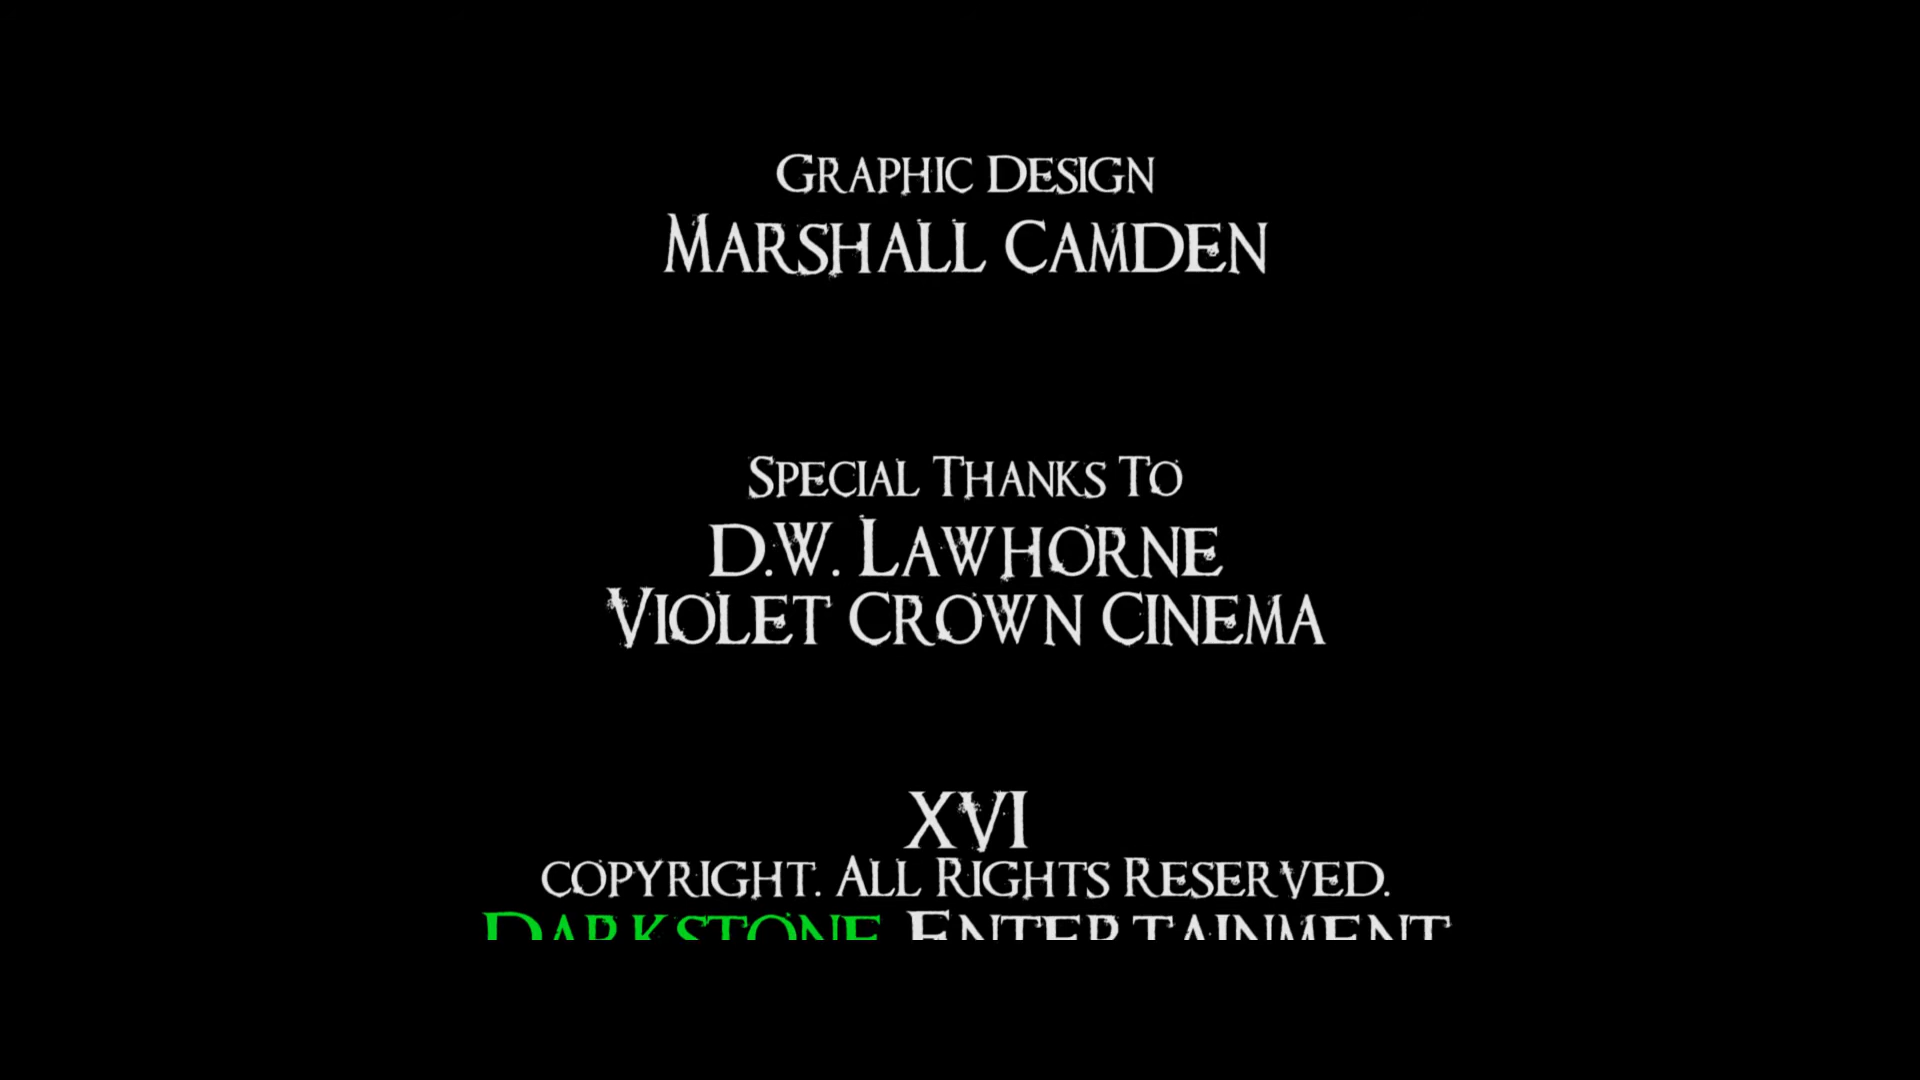 Graphic Design
Marshall Camden
Special Thanks To
D.W. Lawhorne
Violet Crown Cinema
XVI
copyright. All Rights Reserved.
Darkstone Entertainment